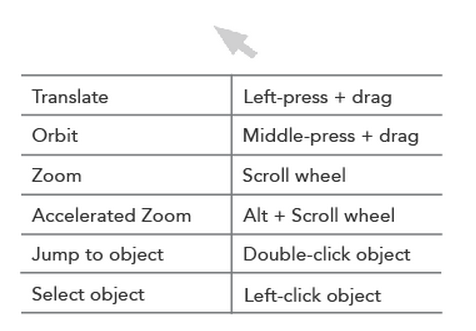 Translate Left-press + drag
Orbit Middle-press + drag
Zoom Scroll wheel
Accelerated Zoom Alt + Scroll wheel
Jump to object Double-click object
Select object Left-click object